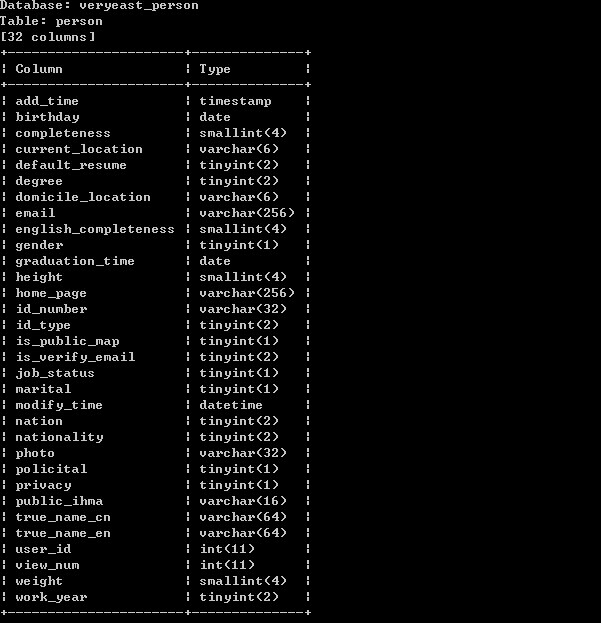 Database: veryeast_person
Table: person
[32 columns]
+----------------------+--------------+
| Column               | Type         |
+----------------------+--------------+
| add_time             | timestamp    |
| birthday             | date         |
| completeness         | smallint(4)  |
| current_location     | varchar(6)   |
| default_resume       | tinyint(2)   |
| degree               | tinyint(2)   |
| domicile_location    | varchar(6)   |
| email                | varchar(256) |
| english_completeness | smallint(4)  |
| gender               | tinyint(1)   |
| graduation_time      | date         |
| height               | smallint(4)  |
| home_page            | varchar(256) |
| id_number            | varchar(32)  |
| id_type              | tinyint(2)   |
| is_public_map        | tinyint(1)   |
| is_verify_email      | tinyint(2)   |
| job_status           | tinyint(1)   |
| marital              | tinyint(1)   |
| modify_time          | datetime     |
| nation               | tinyint(2)   |
| nationality          | tinyint(2)   |
| photo                | varchar(32)  |
| policital            | tinyint(1)   |
| privacy              | tinyint(1)   |
| public_ihma          | varchar(16)  |
| true_name_cn         | varchar(64)  |
| true_name_en         | varchar(64)  |
| user_id              | int(11)      |
| view_num             | int(11)      |
| weight               | smallint(4)  |
| work_year            | tinyint(2)   |
+----------------------+--------------+